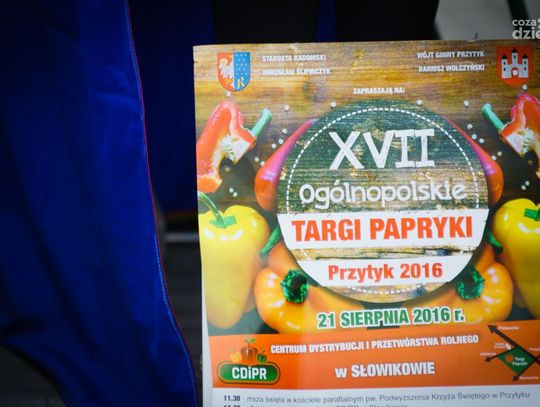 coza
dzie
STAROSTA RADOMSKI
MIROSŁAW ŚLIFIRCZYK
WÓJT GMINY PRZYTYK
DARIUSZ WOŁCZYŃSKI
ZAPRASZAJĄ NA:
XVII
Ogólnopolskie
TARGI PAPRYKI
Przytyk 2016
21 SIERPNIA 2016 r.
CENTRUM DYSTRYBUCJI I PRZETWÓRSTWA ROLNEGO
w SŁOWIKOWIE
CDiPR
Targi Papryki
11.30 msza święta w kościele parafialnym pw. Podwyższenia Krzyża Świętego w Przytyku